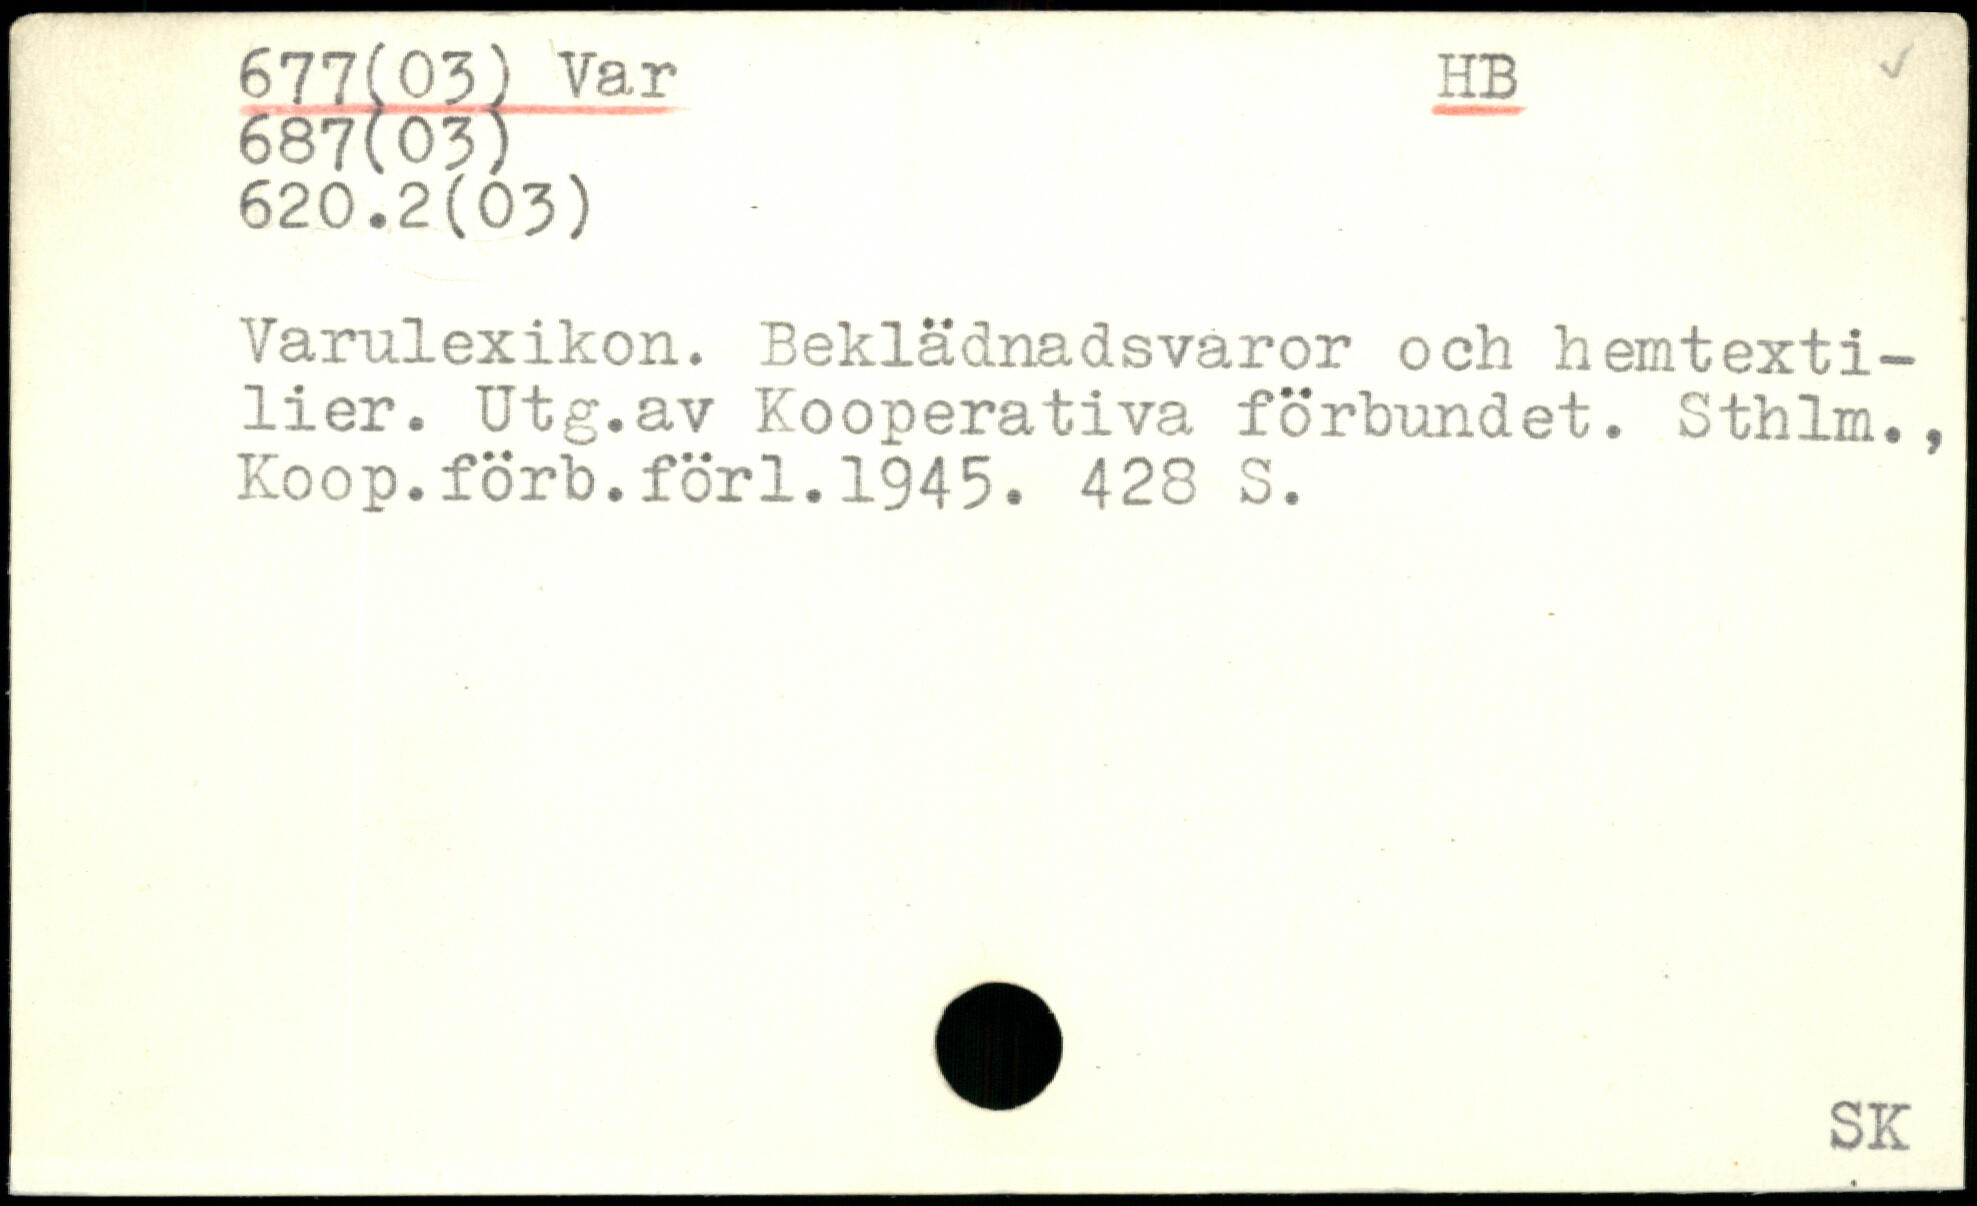 677(03) Var HB
687(03)
620.2(03)
Varulexikon. Beklädnadsvaror och hemtexti-
lier. Utg.av Kooperativa förbundet. Sthlm.,
Koop.förb.förl.1945. 428 S.
SK